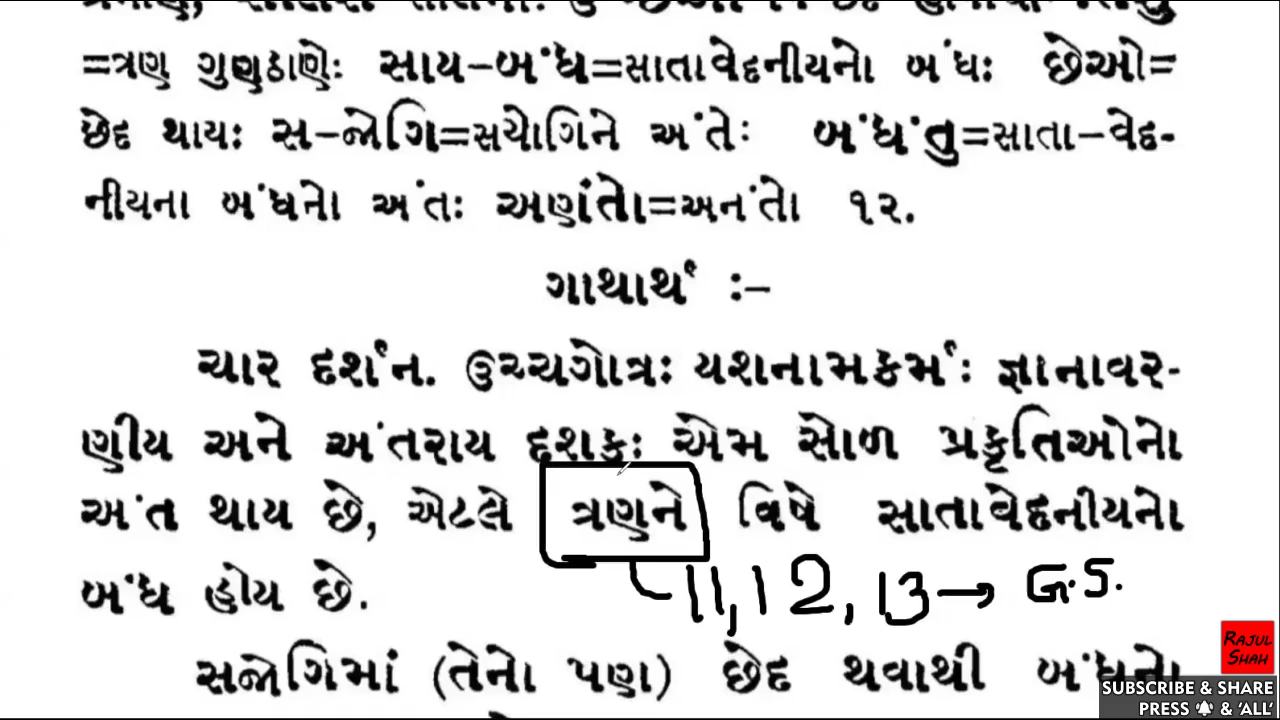 =ત્રણ ગુણઠાણેઃ સાય-બંધ=સાતાવેદનીયનો બંધઃ છેઓ=
છેદ થાયઃ સ-જોગિ=સયોગિને અંતેઃ બંધંતુ=સાતા-વેદ-
નીયના બંધનો અંતઃ અણંતો=અનંતો ૧૨.
ગાથાર્થ :-
ચાર દર્શન. ઉચ્ચગોત્રઃ યશનામકર્મઃ જ્ઞાનાવર-
ણીય અને અંતરાય દશકઃ એમ સોળ પ્રકૃતિઓનો
અંત થાય છે, એટલે ત્રણને વિષે સાતાવેદનીયનો
બંધ હોય છે.
11, 12, 13 → G.S.
સજોગિમાં (તેનો પણ) છેદ થવાથી બંધનો
RAJUL
SHAH
SUBSCRIBE & SHARE
PRESS & 'ALL'